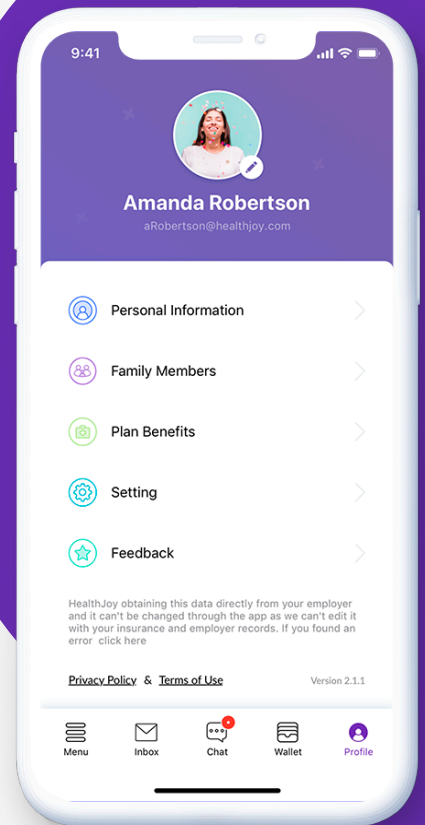 9:41
Amanda Robertson
aRobertson@healthjoy.com
Personal Information
Family Members
Plan Benefits
Setting
Feedback
HealthJoy obtaining this data directly from your employer
and it can't be changed through the app as we can't edit it
with your insurance and employer records. If you found an
error click here
Privacy Policy & Terms of Use Version 2.1.1
Menu Inbox Chat Wallet Profile